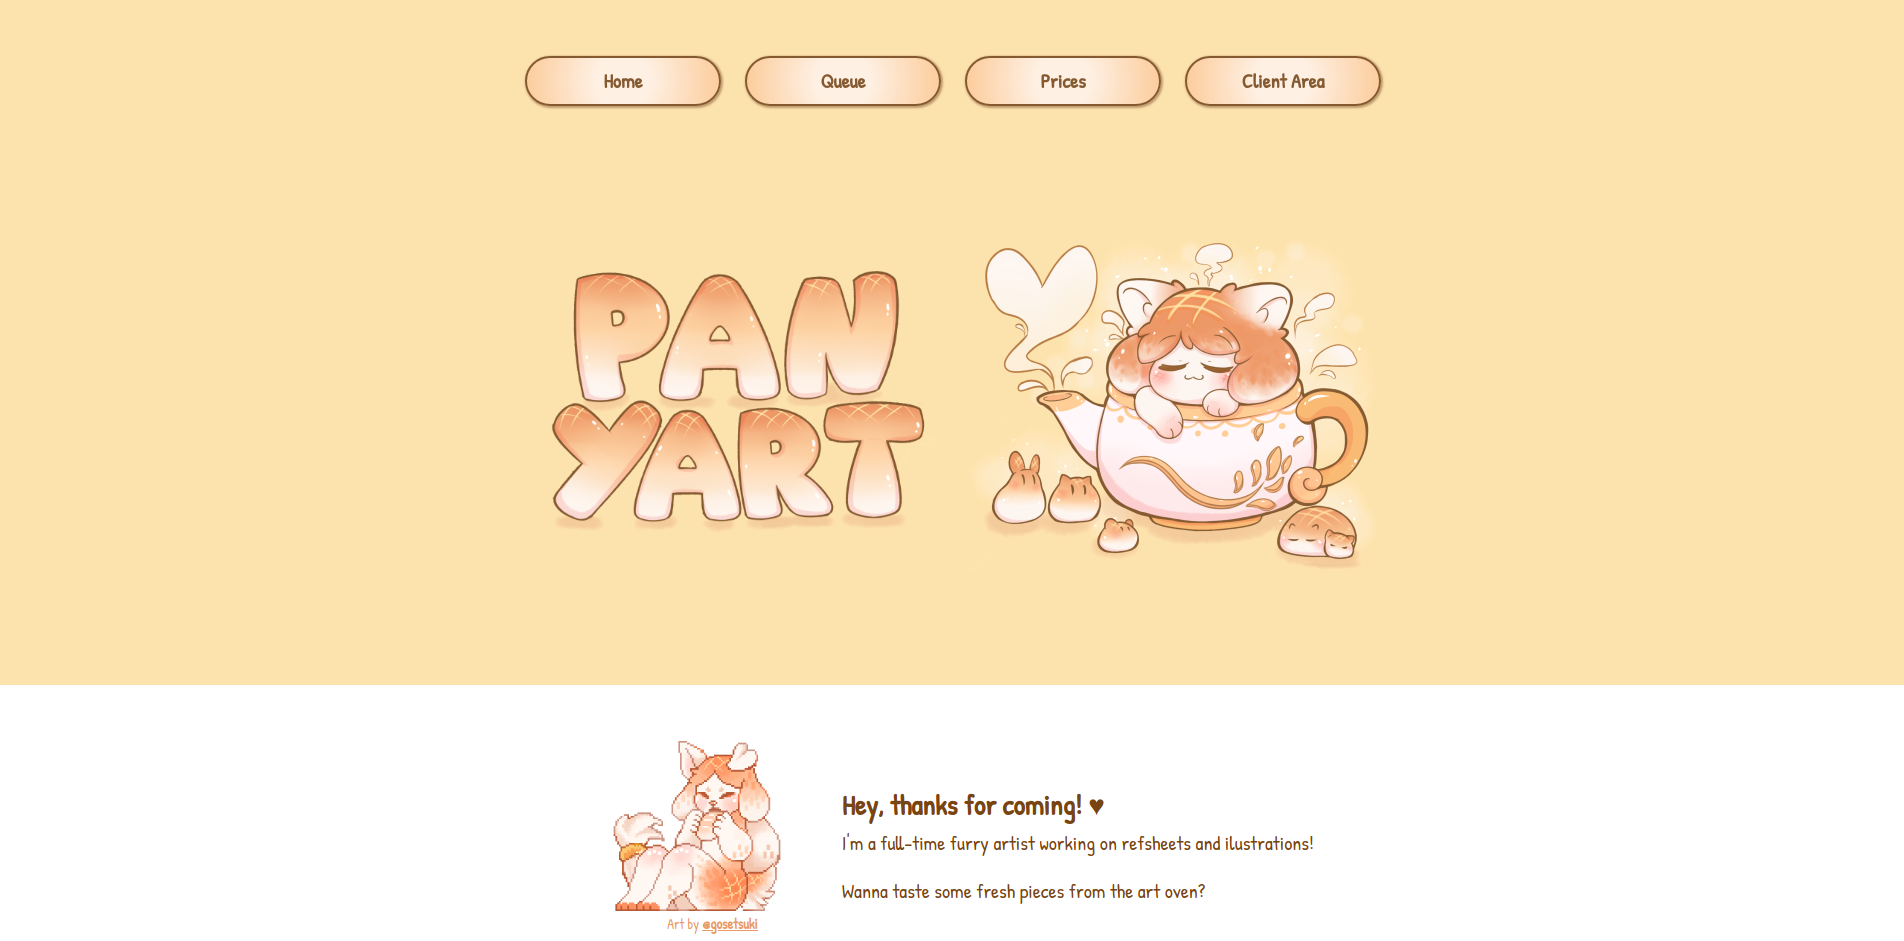 Home
Queue
Prices
Client Area
PAN
YART
Hey, thanks for coming! ♥
I'm a full-time furry artist working on refsheets and ilustrations!
Wanna taste some fresh pieces from the art oven?
Art by @gosetsuki